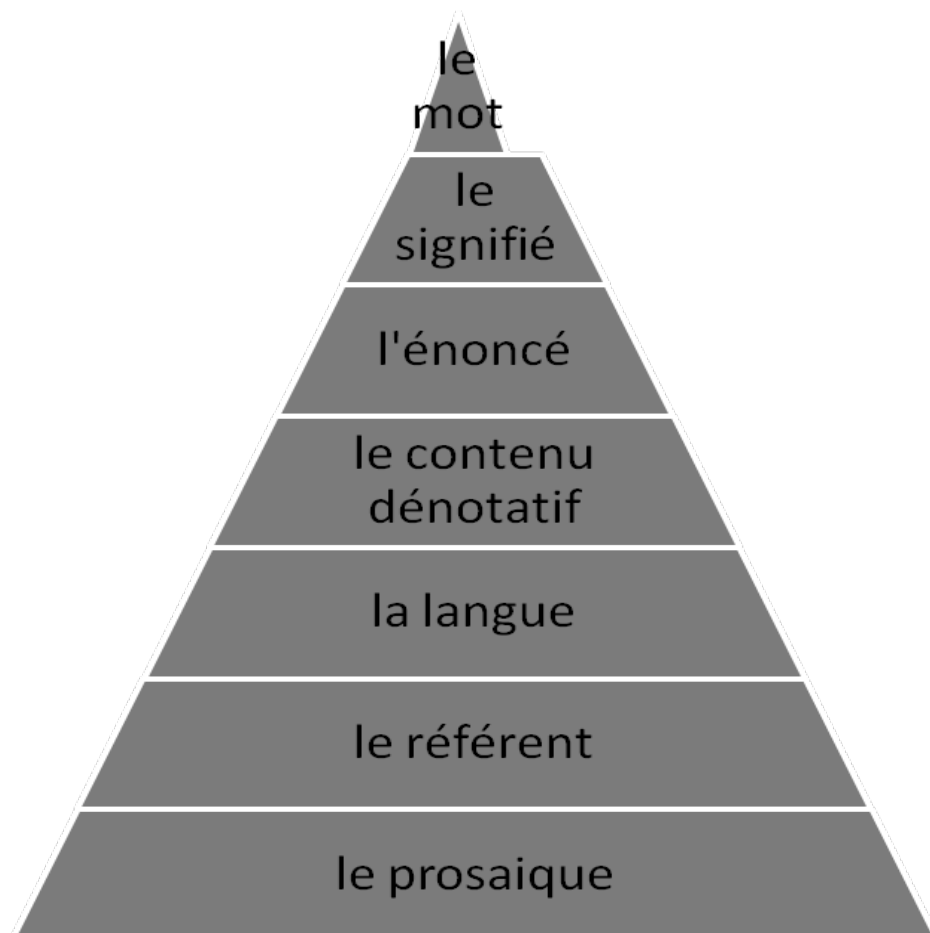 le
mot
le
signifié
l'énoncé
le contenu
dénotatif
la langue
le référent
le prosaique